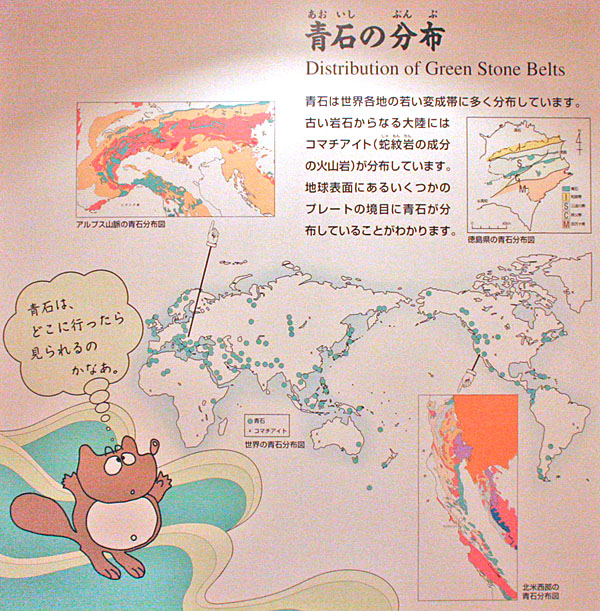 あお いし ぶん ぷ
青石の分布
Distribution of Green Stone Belts
青石は世界各地の若い変成帯に多く分布しています。
古い岩石からなる大陸には
コマチアイト(蛇紋岩の成分
じゃ もん がん
の火山岩)が分布しています。
地球表面にあるいくつかの
プレートの境目に青石が分
布していることがわかります。
アルプス山脈の青石分布図
I
S
M
青石
I
S
C
M
徳島県の青石分布図
青石は、
どこに行ったら
見られるの
かなあ。
青石
コマチアイト
世界の青石分布図
北米西部の
青石分布図